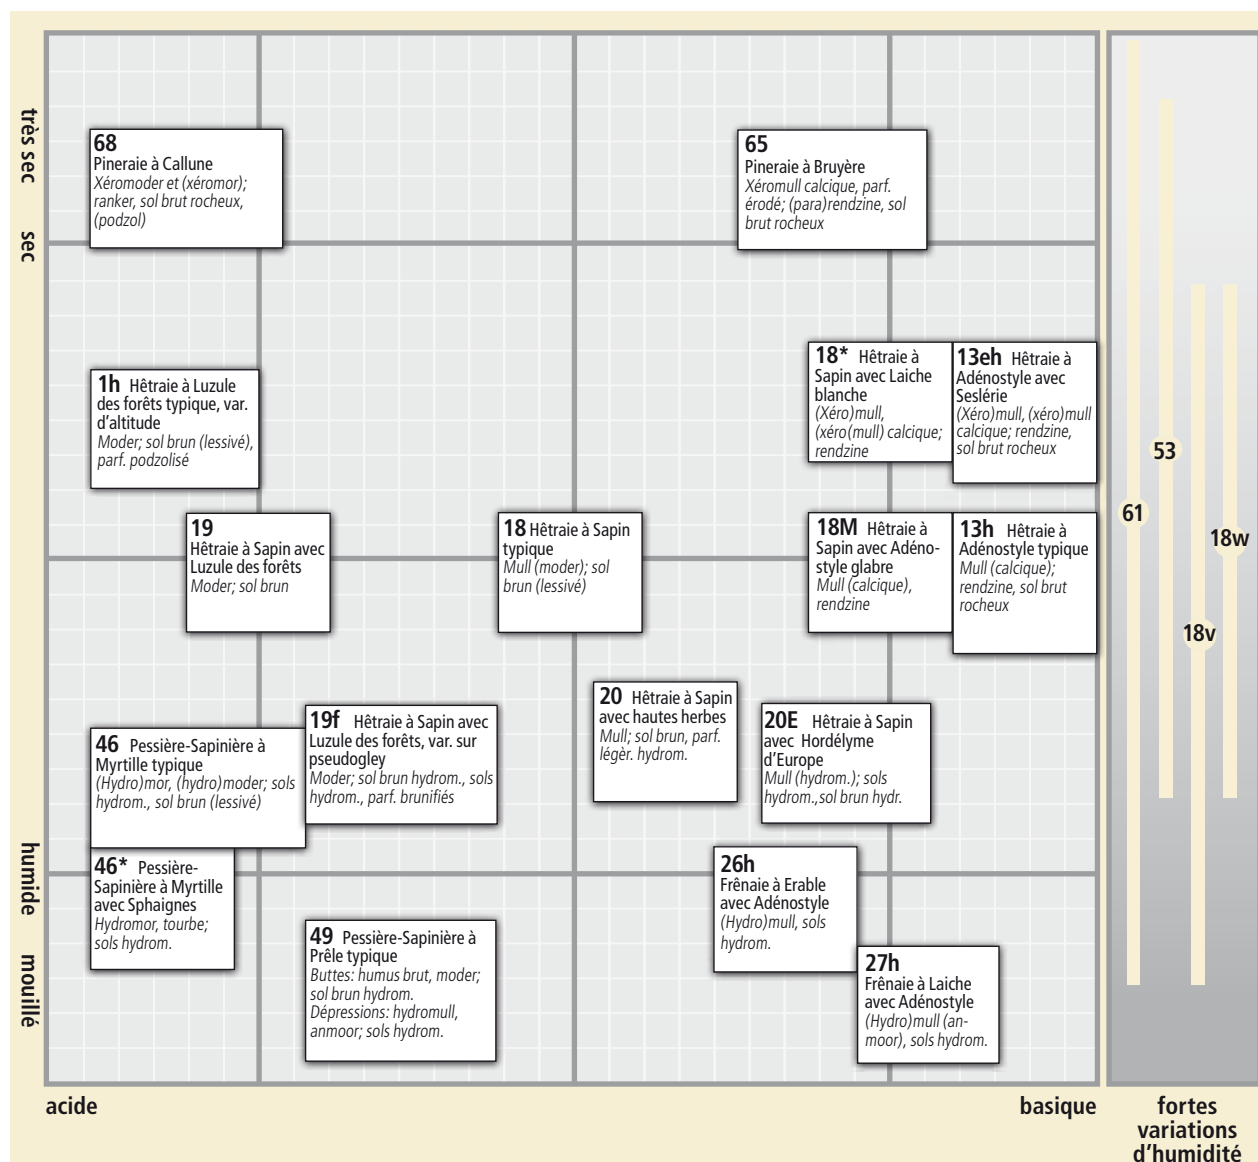 très sec
sec
humide
mouillé
68
Pineraie à Callune
Xéromoder et (xéromor);
ranker, sol brut rocheux,
(podzol)
65
Pineraie à Bruyère
Xéromull calcique, parf.
érodé; (para)rendzine, sol
brut rocheux
1h Hêtraie à Luzule
des forêts typique, var.
d'altitude
Moder; sol brun (lessivé),
parf. podzolisé
18* Hêtraie à
Sapin avec Laiche
blanche
(Xéro)mull,
(xéro(mull) calcique;
rendzine
13eh Hêtraie à
Adénostyle avec
Seslérie
(Xéro)mull, (xéro)mull
calcique; rendzine,
sol brut rocheux
19
Hêtraie à Sapin avec
Luzule des forêts
Moder; sol brun
18 Hêtraie à Sapin
typique
Mull (moder); sol
brun (lessivé)
18M Hêtraie à
Sapin avec Adéno-
style glabre
Mull (calcique),
rendzine
13h Hêtraie à
Adénostyle typique
Mull (calcique);
rendzine, sol brut
rocheux
46 Pessière-Sapinière à
Myrtille typique
(Hydro)mor, (hydro)moder; sols
hydrom., sol brun (lessivé)
19f Hêtraie à Sapin avec
Luzule des forêts, var. sur
pseudogley
Moder; sol brun hydrom., sols
hydrom., parf. brunifiés
20 Hêtraie à Sapin
avec hautes herbes
Mull; sol brun, parf.
légèr. hydrom.
20E Hêtraie à Sapin
avec Hordélyme
d'Europe
Mull (hydrom.); sols
hydrom.,sol brun hydr.
46* Pessière-
Sapinière à Myrtille
avec Sphaignes
Hydromor, tourbe;
sols hydrom.
49 Pessière-Sapinière à
Prêle typique
Buttes: humus brut, moder;
sol brun hydrom.
Dépressions: hydromull,
anmoor; sols hydrom.
26h
Frênaie à Erable
avec Adénostyle
(Hydro)mull, sols
hydrom.
27h
Frênaie à Laiche
avec Adénostyle
(Hydro)mull (an-
moor), sols hydrom.
53
61
18w
18v
acide
basique
fortes
variations
d'humidité